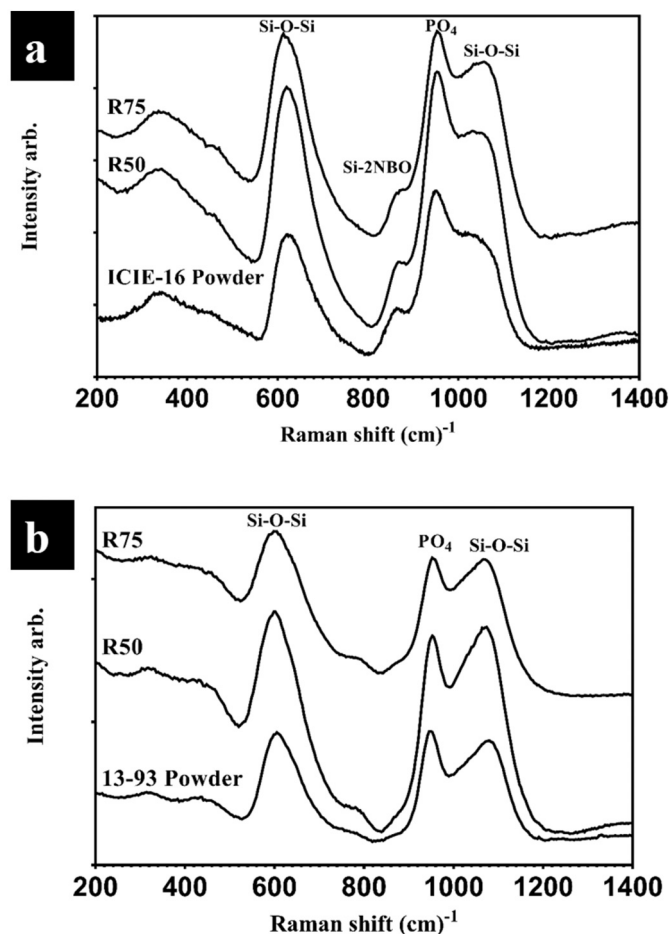 a
Si-O-Si
PO4
Si-O-Si
R75
Si-2NBO
R50
ICIE-16 Powder
Intensity arb.
200 400 600 800 1000 1200 1400
Raman shift (cm)-1
b
Si-O-Si
PO4
Si-O-Si
R75
R50
13-93 Powder
Intensity arb.
200 400 600 800 1000 1200 1400
Raman shift (cm)-1